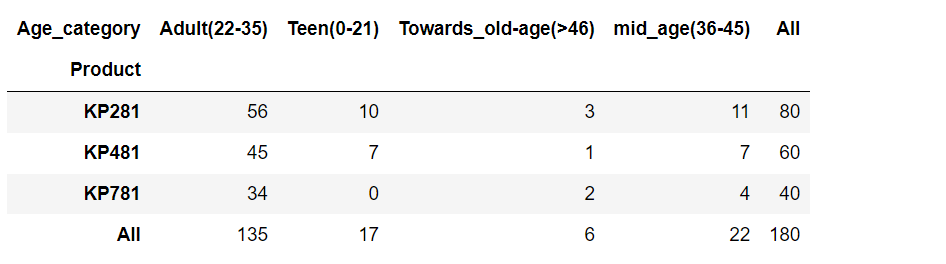 Age_category Adult(22-35) Teen(0-21) Towards_old-age(>46) mid_age(36-45) All
Product
KP281 56 10 3 11 80
KP481 45 7 1 7 60
KP781 34 0 2 4 40
All 135 17 6 22 180